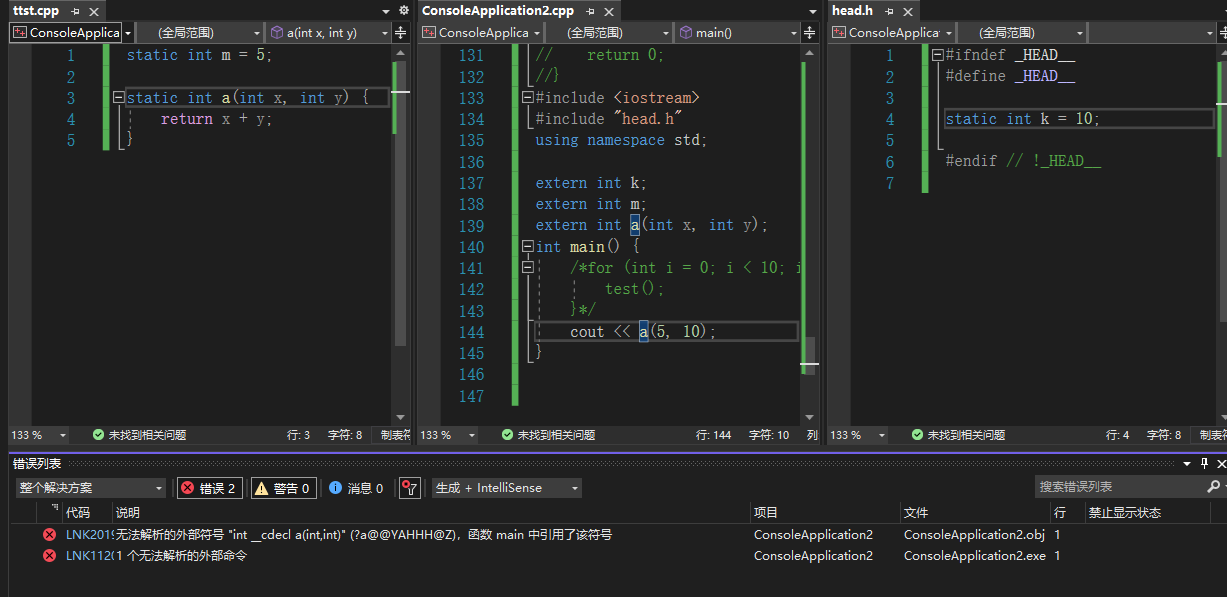 ttst.cpp
ConsoleApplica
(全局范围)
a(int x, int y)
1 static int m = 5;
2
3 static int a(int x, int y) {
4 return x + y;
5 }
133 %
未找到相关问题
行: 3
字符: 8
制表符
ConsoleApplication2.cpp
ConsoleApplica
(全局范围)
main()
131 // return 0;
132 //}
133 #include <iostream>
134 #include "head.h"
135 using namespace std;
136
137 extern int k;
138 extern int m;
139 extern int a(int x, int y);
140 int main() {
141 /*for (int i = 0; i < 10; i
142 test();
143 }*/
144 cout << a(5, 10);
145 }
146
147
133 %
未找到相关问题
行: 144
字符: 10
列
head.h
ConsoleApplicat
(全局范围)
1 #ifndef _HEAD__
2 #define _HEAD__
3
4 static int k = 10;
5
6 #endif // !_HEAD__
7
133 %
未找到相关问题
行: 4
字符: 8
制表
错误列表
整个解决方案
错误 2
警告 0
消息 0
生成 + IntelliSense
搜索错误列表
代码 说明 项目 文件 行 禁止显示状态
LNK2019 无法解析的外部符号 "int __cdecl a(int,int)" (?a@@YAHHH@Z)，函数 main 中引用了该符号 ConsoleApplication2 ConsoleApplication2.obj 1
LNK1120 1 个无法解析的外部命令 ConsoleApplication2 ConsoleApplication2.exe 1